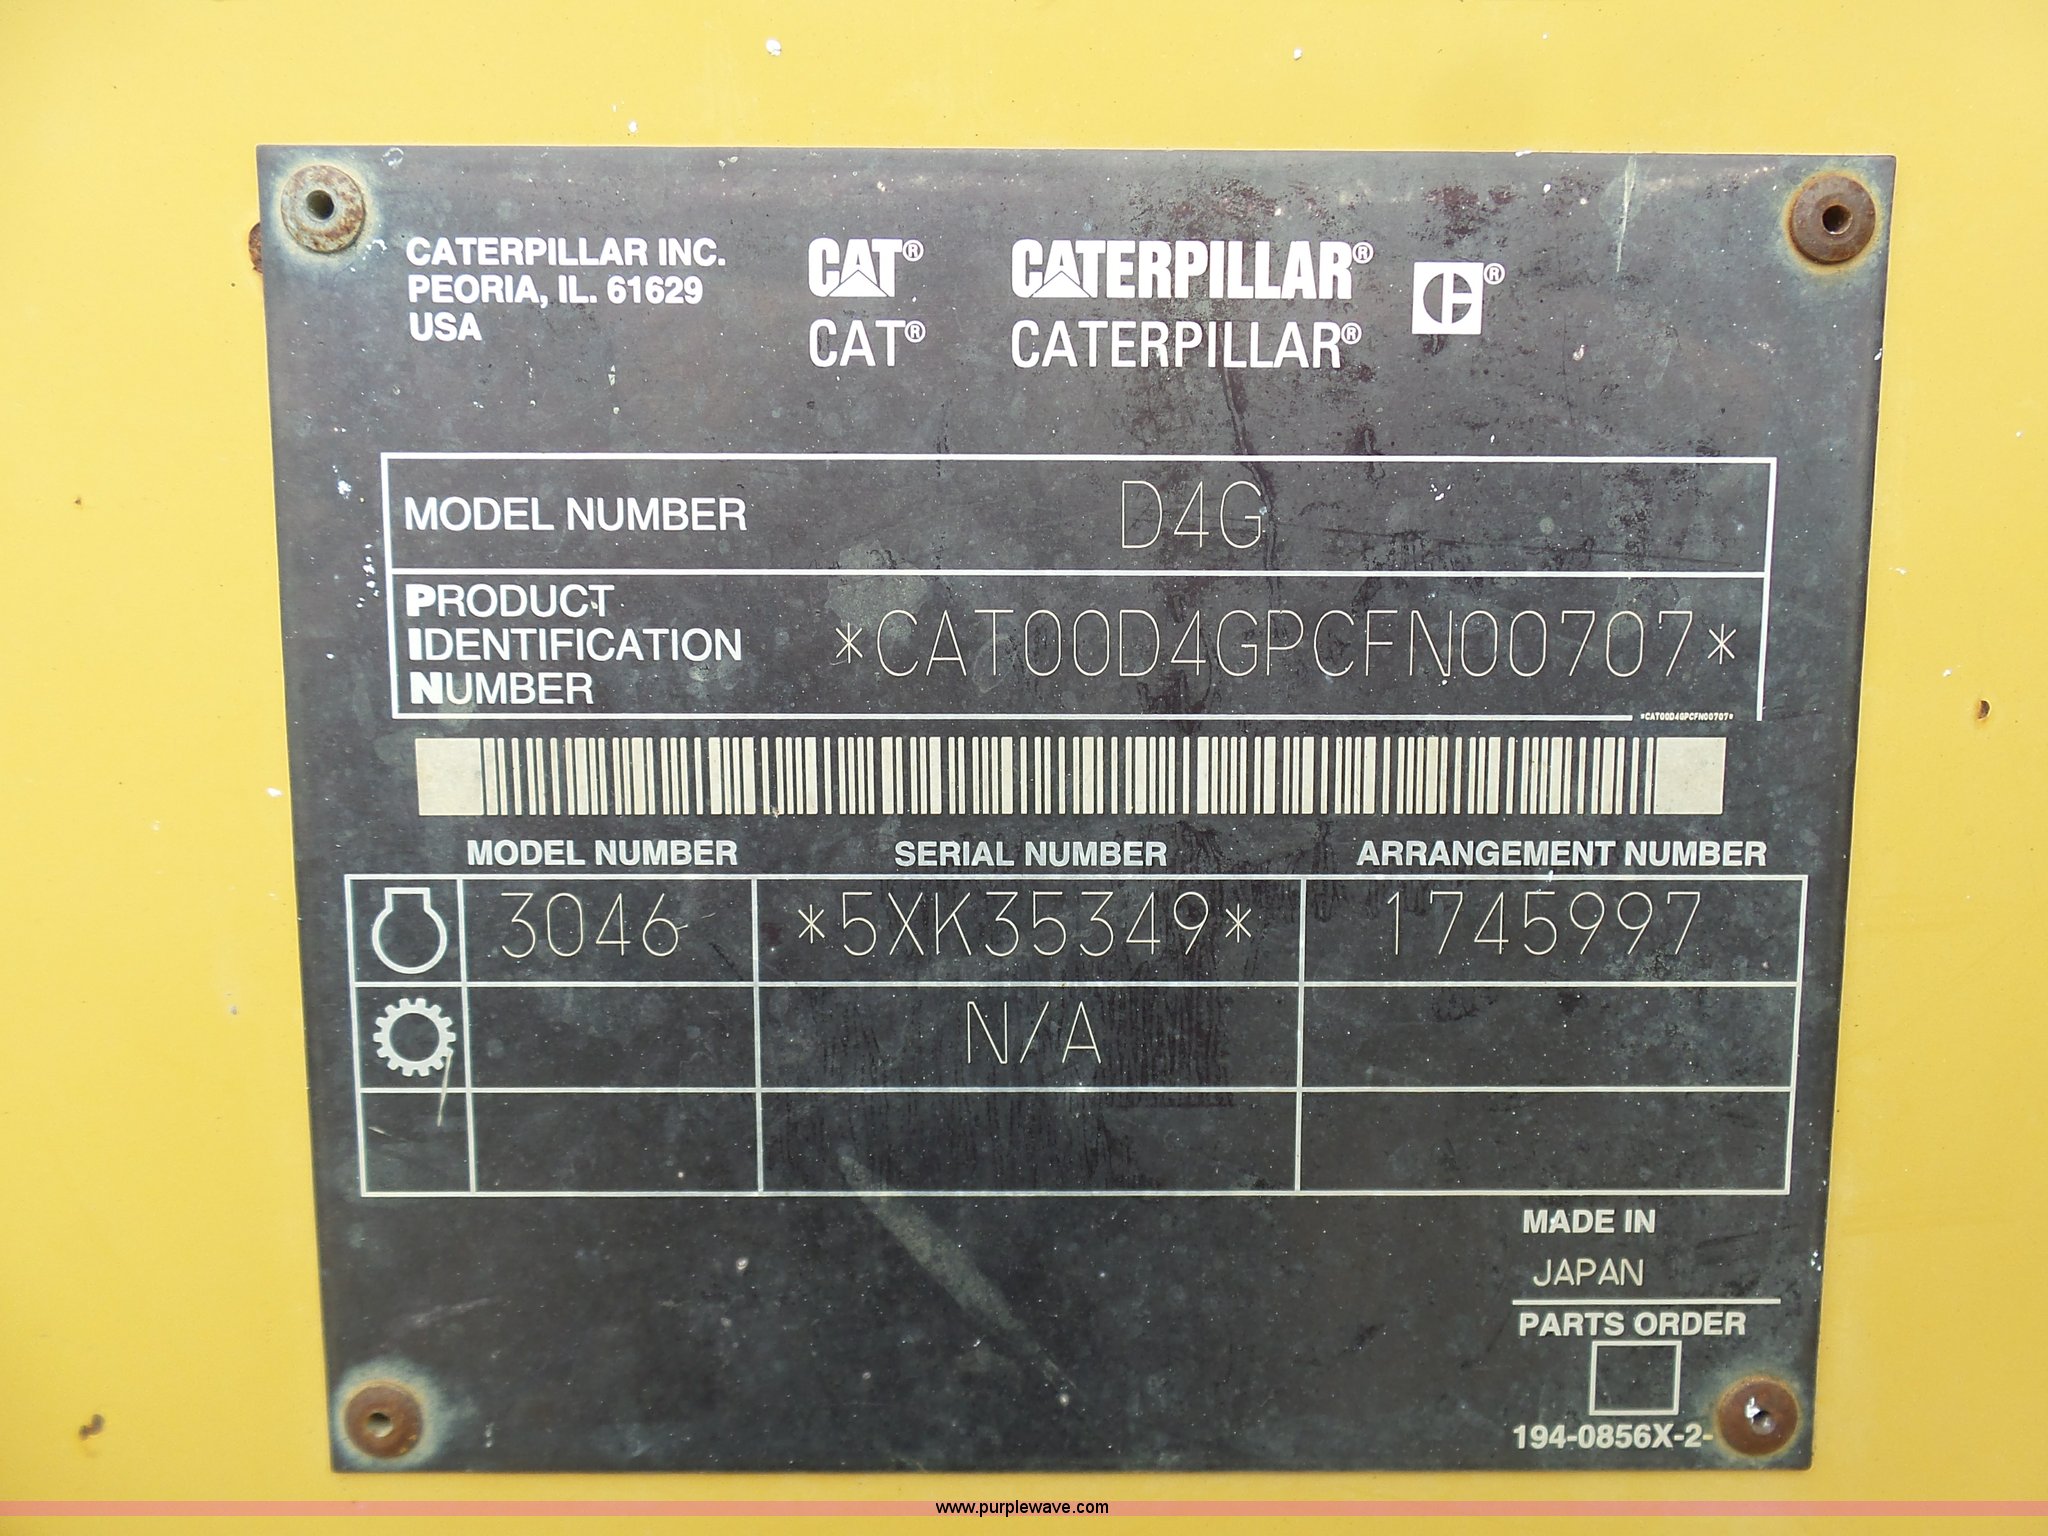 CATERPILLAR INC.
PEORIA, IL. 61629
USA
CAT®
CAT®
CATERPILLAR®
CATERPILLAR®
®
MODEL NUMBER D4G
PRODUCT
IDENTIFICATION
NUMBER
*CAT00D4GPCFN00707*
*CAT00D4GPCFN00707*
MODEL NUMBER SERIAL NUMBER ARRANGEMENT NUMBER
3046 *5XK35349* 1745997
N/A
MADE IN
JAPAN
PARTS ORDER
194-0856X-2-
www.purplewave.com